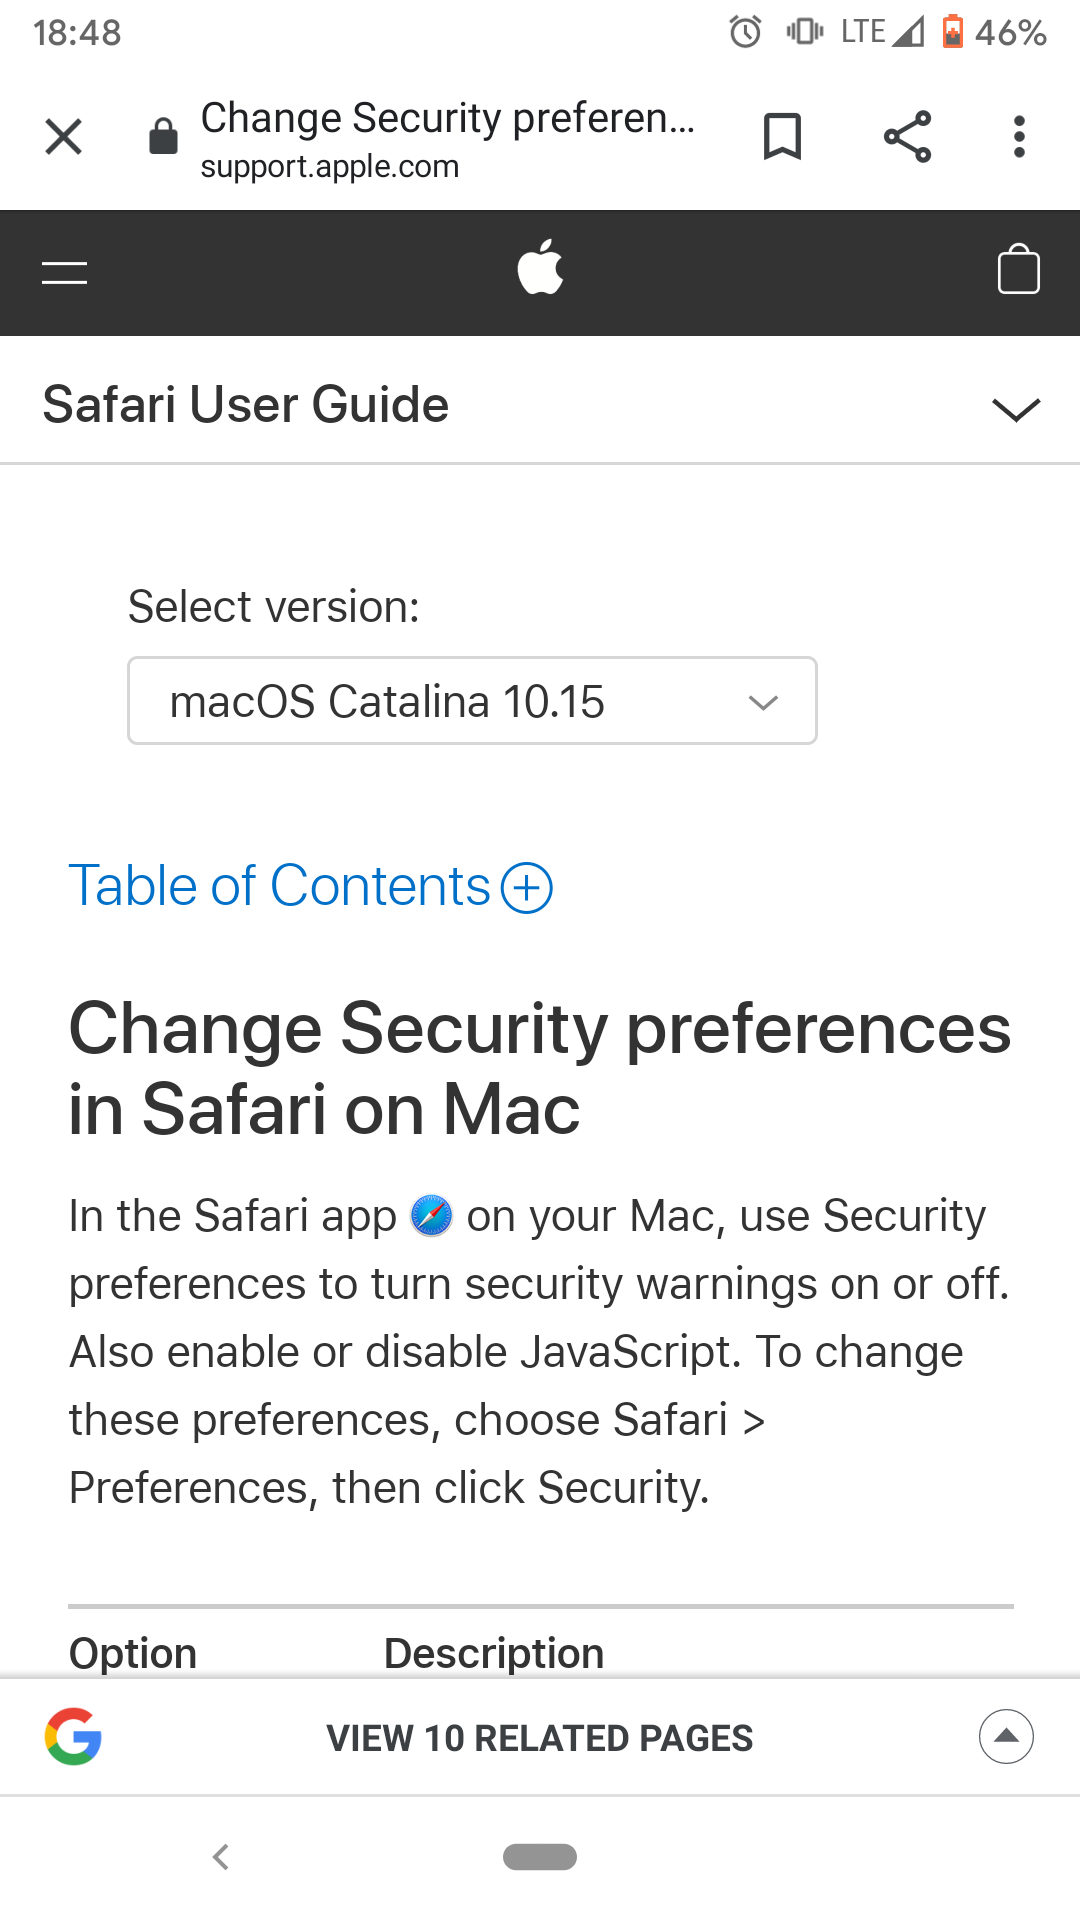 18:48
LTE
46%
Change Security preferen...
support.apple.com
Safari User Guide
Select version:
macOS Catalina 10.15
Table of Contents
Change Security preferences
in Safari on Mac
In the Safari app on your Mac, use Security
preferences to turn security warnings on or off.
Also enable or disable JavaScript. To change
these preferences, choose Safari >
Preferences, then click Security.
Option Description
VIEW 10 RELATED PAGES